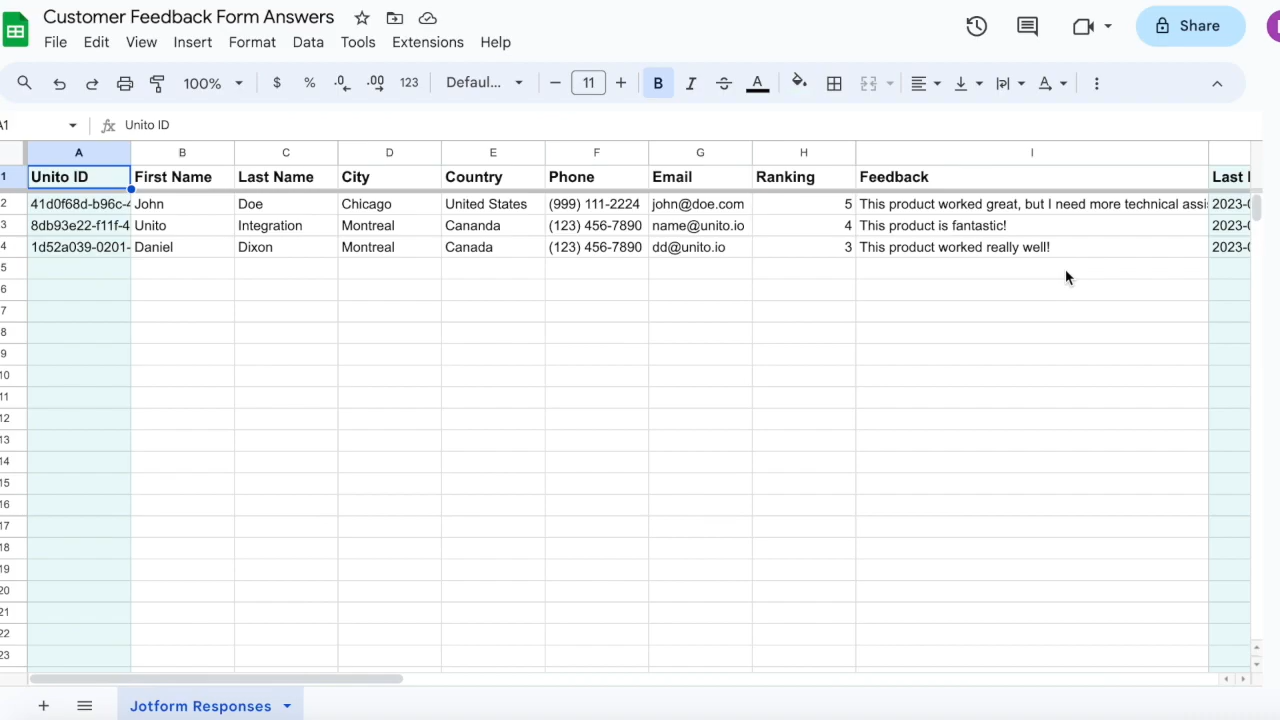 Customer Feedback Form Answers
File Edit View Insert Format Data Tools Extensions Help
Share
100% $ % .0 .00 123 Defaul... 11 B I A
A1 fx Unito ID
A B C D E F G H I
1 Unito ID First Name Last Name City Country Phone Email Ranking Feedback Last
2 41d0f68d-b96c-4 John Doe Chicago United States (999) 111-2224 john@doe.com 5 This product worked great, but I need more technical assi 2023-0
3 8db93e22-f11f-4 Unito Integration Montreal Cananda (123) 456-7890 name@unito.io 4 This product is fantastic! 2023-0
4 1d52a039-0201- Daniel Dixon Montreal Canada (123) 456-7890 dd@unito.io 3 This product worked really well! 2023-0
5
6
7
8
9
10
11
12
13
14
15
16
17
18
19
20
21
22
23
Jotform Responses